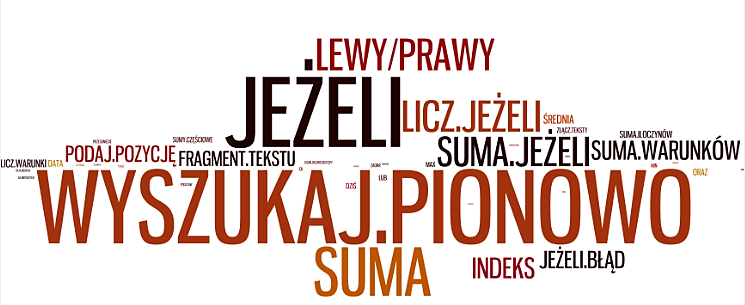 .LEWY/PRAWY
JEŻELI
LICZ.JEŻELI
ŚREDNIA
ZŁĄCZ.TEKSTY
SUMY.CZĘŚCIOWE
SUMA.ILOCZYNÓW
PODAJ.POZYCJĘ
FRAGMENT.TEKSTU
SUMA.JEŻELI
SUMA.WARUNKÓW
LICZ.WARUNKI
DATA
MAX
ORAZ
DZIŚ
LUB
WYSZUKAJ.PIONOWO
SUMA
INDEKS
JEŻELI.BŁĄD